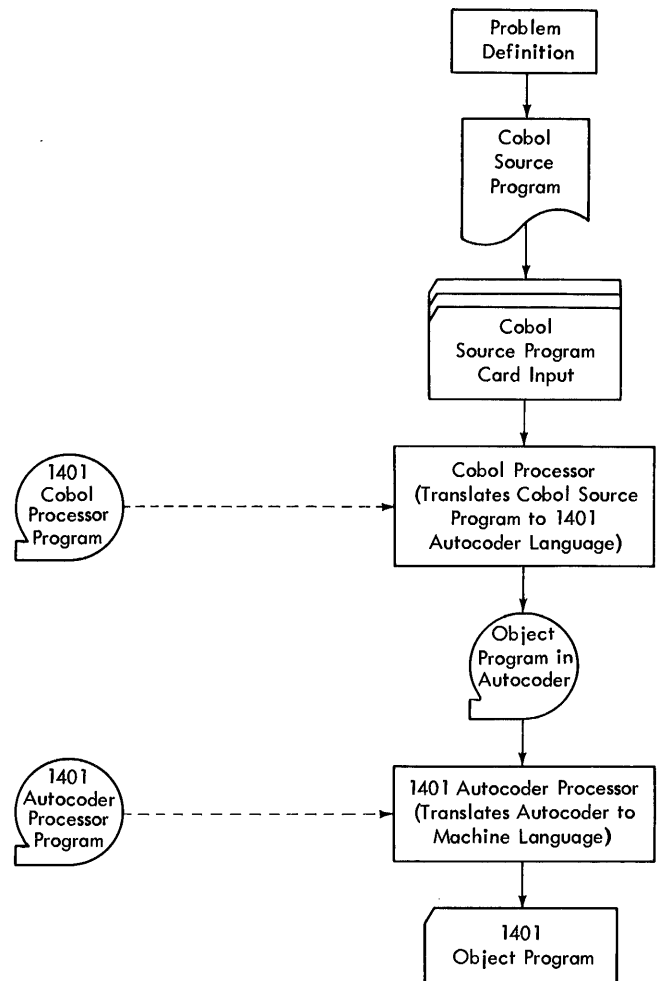 Problem
Definition
Cobol
Source
Program
Cobol
Source Program
Card Input
1401
Cobol
Processor
Program
Cobol Processor
(Translates Cobol Source
Program to 1401
Autocoder Language)
Object
Program in
Autocoder
1401
Autocoder
Processor
Program
1401 Autocoder Processor
(Translates Autocoder to
Machine Language)
1401
Object Program